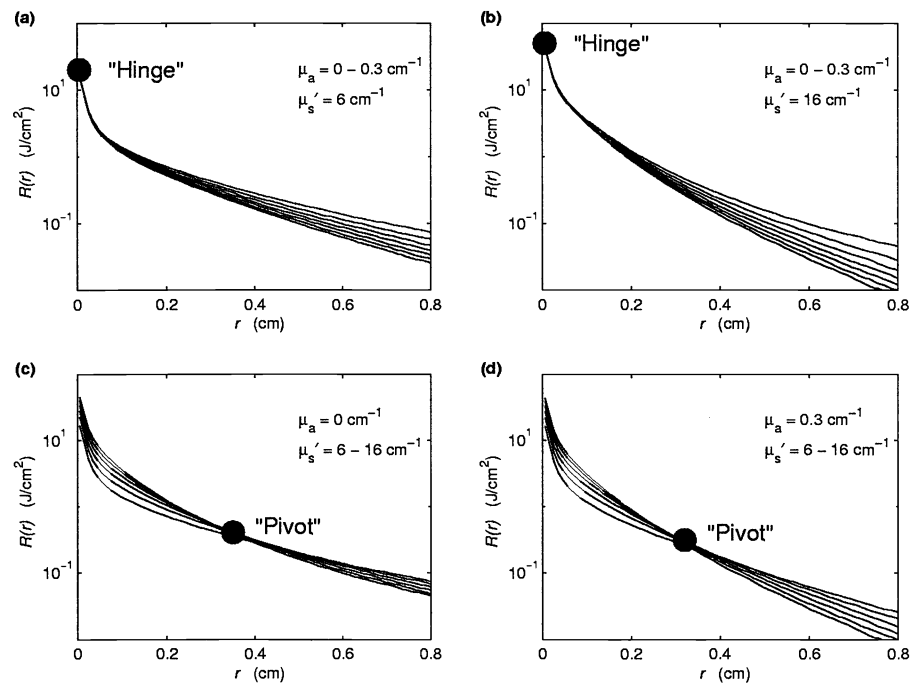 (a)
"Hinge"
μa = 0 – 0.3 cm⁻¹
μs′ = 6 cm⁻¹
R(r) (J/cm²)
10¹
10⁻¹
0 0.2 0.4 0.6 0.8
r (cm)
(b)
"Hinge"
μa = 0 – 0.3 cm⁻¹
μs′ = 16 cm⁻¹
R(r) (J/cm²)
10¹
10⁻¹
0 0.2 0.4 0.6 0.8
r (cm)
(c)
μa = 0 cm⁻¹
μs′ = 6 – 16 cm⁻¹
R(r) (J/cm²)
10¹
"Pivot"
10⁻¹
0 0.2 0.4 0.6 0.8
r (cm)
(d)
μa = 0.3 cm⁻¹
μs′ = 6 – 16 cm⁻¹
R(r) (J/cm²)
10¹
"Pivot"
10⁻¹
0 0.2 0.4 0.6 0.8
r (cm)